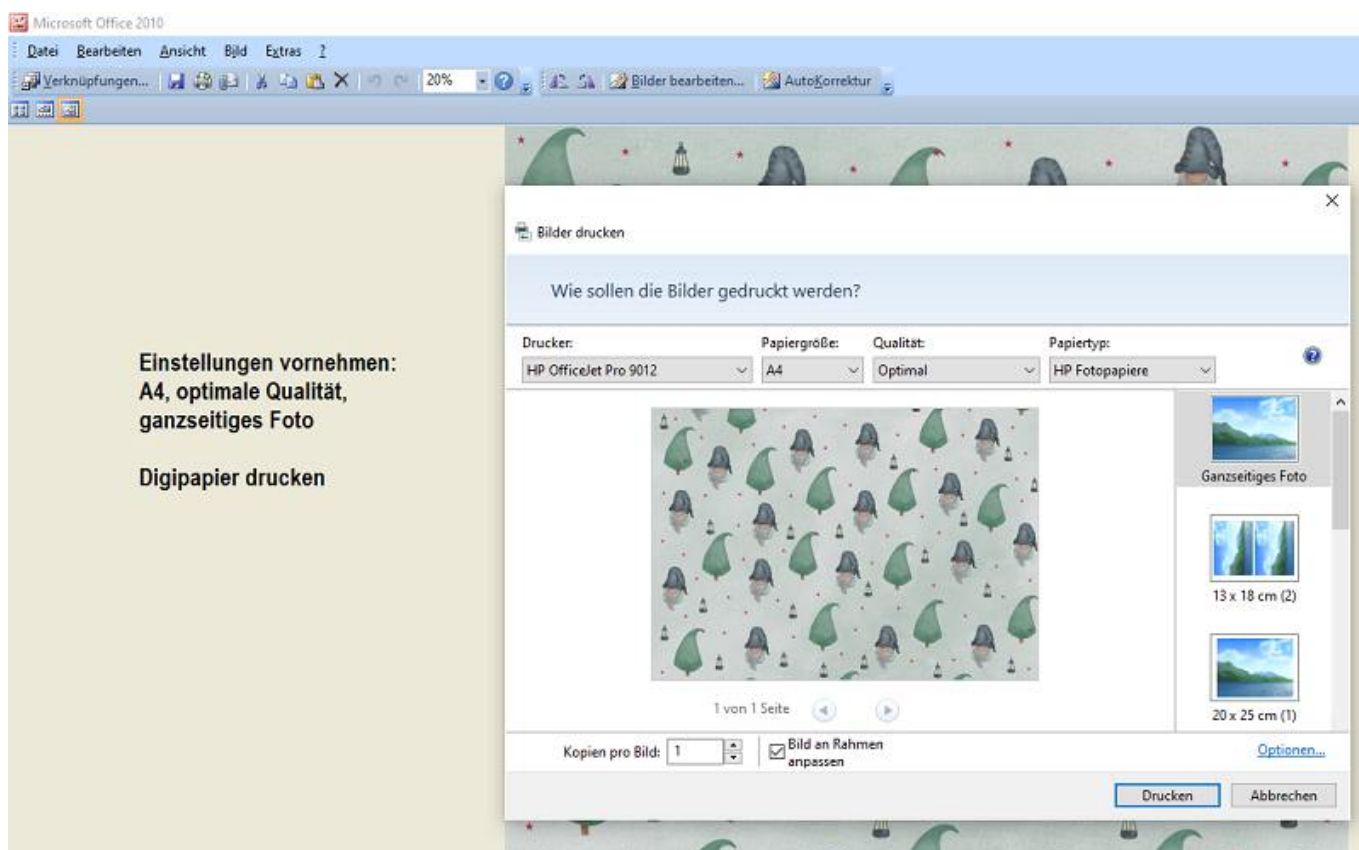 Microsoft Office 2010
Datei Bearbeiten Ansicht Bild Extras ?
Verknüpfungen... 20% Bilder bearbeiten... AutoKorrektur
Bilder drucken
Wie sollen die Bilder gedruckt werden?
Drucker: Papiergröße: Qualität: Papiertyp:
HP OfficeJet Pro 9012 A4 Optimal HP Fotopapiere
Einstellungen vornehmen:
A4, optimale Qualität,
ganzseitiges Foto
Digipapier drucken
Ganzseitiges Foto
13 x 18 cm (2)
20 x 25 cm (1)
1 von 1 Seite
Kopien pro Bild: 1
Bild an Rahmen
anpassen
Optionen...
Drucken Abbrechen